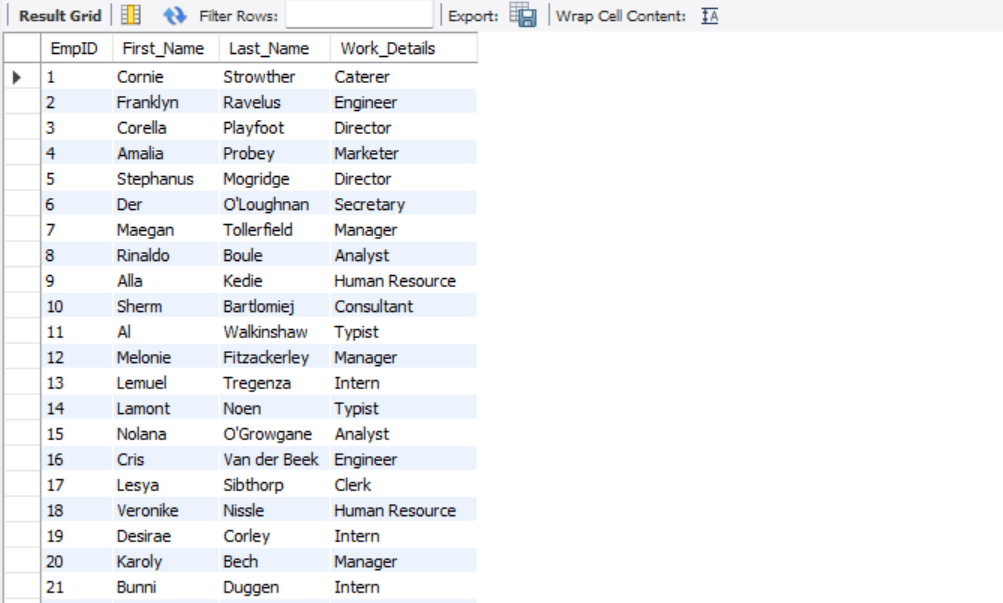 Result Grid Filter Rows: Export: Wrap Cell Content:
EmpID First_Name Last_Name Work_Details
1 Cornie Strowther Caterer
2 Franklyn Ravelus Engineer
3 Corella Playfoot Director
4 Amalia Probey Marketer
5 Stephanus Mogridge Director
6 Der O'Loughnan Secretary
7 Maegan Tollerfield Manager
8 Rinaldo Boule Analyst
9 Alla Kedie Human Resource
10 Sherm Bartlomiej Consultant
11 Al Walkinshaw Typist
12 Melonie Fitzackerley Manager
13 Lemuel Tregenza Intern
14 Lamont Noen Typist
15 Nolana O'Growgane Analyst
16 Cris Van der Beek Engineer
17 Lesya Sibthorp Clerk
18 Veronike Nissle Human Resource
19 Desirae Corley Intern
20 Karoly Bech Manager
21 Bunni Duggen Intern